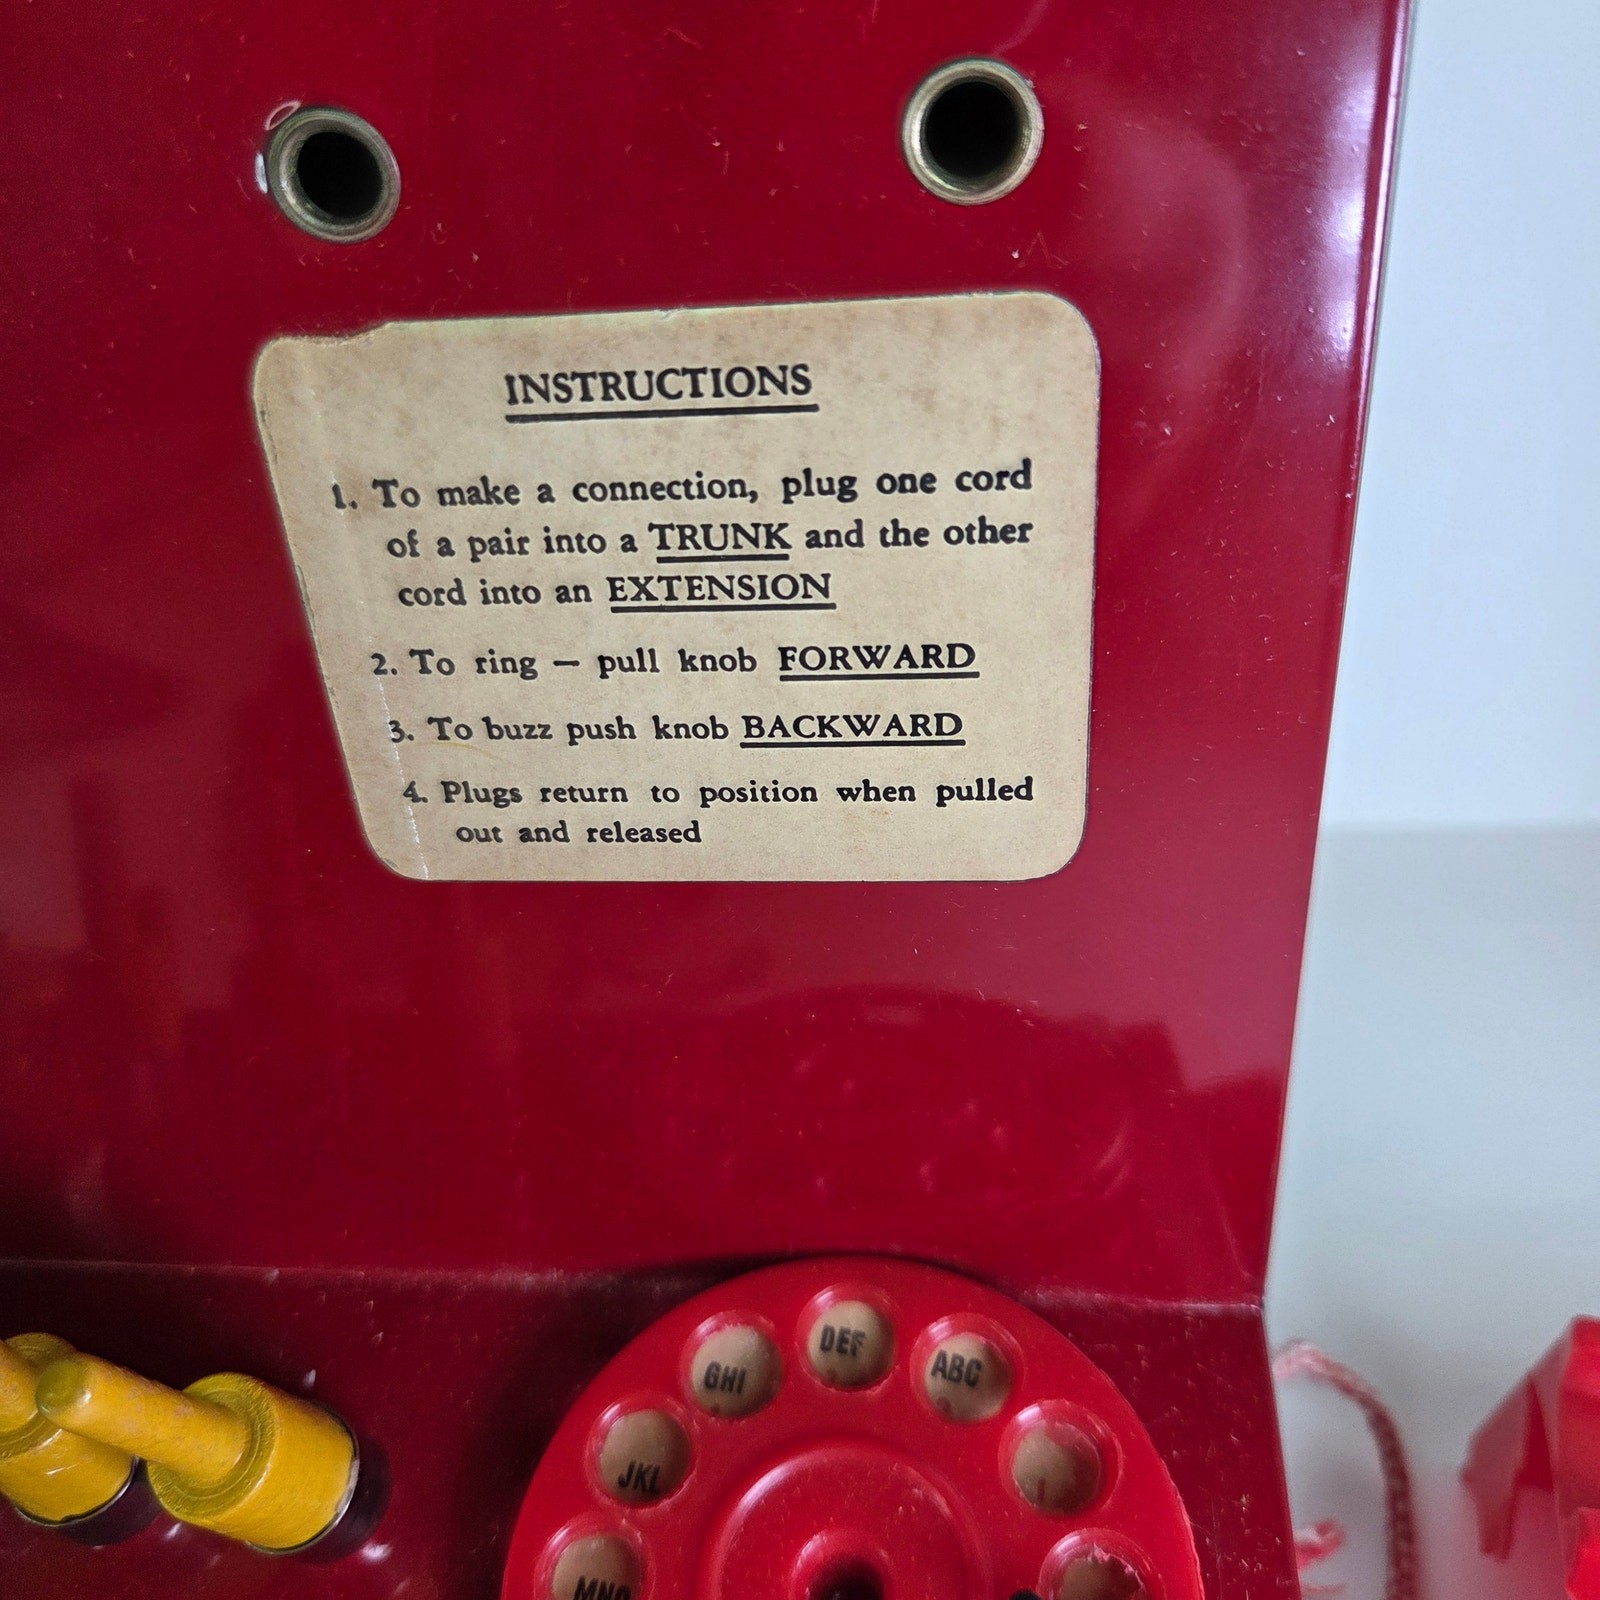 INSTRUCTIONS
1. To make a connection, plug one cord
of a pair into a TRUNK and the other
cord into an EXTENSION
2. To ring — pull knob FORWARD
3. To buzz push knob BACKWARD
4. Plugs return to position when pulled
out and released
DEF
ABC
GHI
JKL
MNO